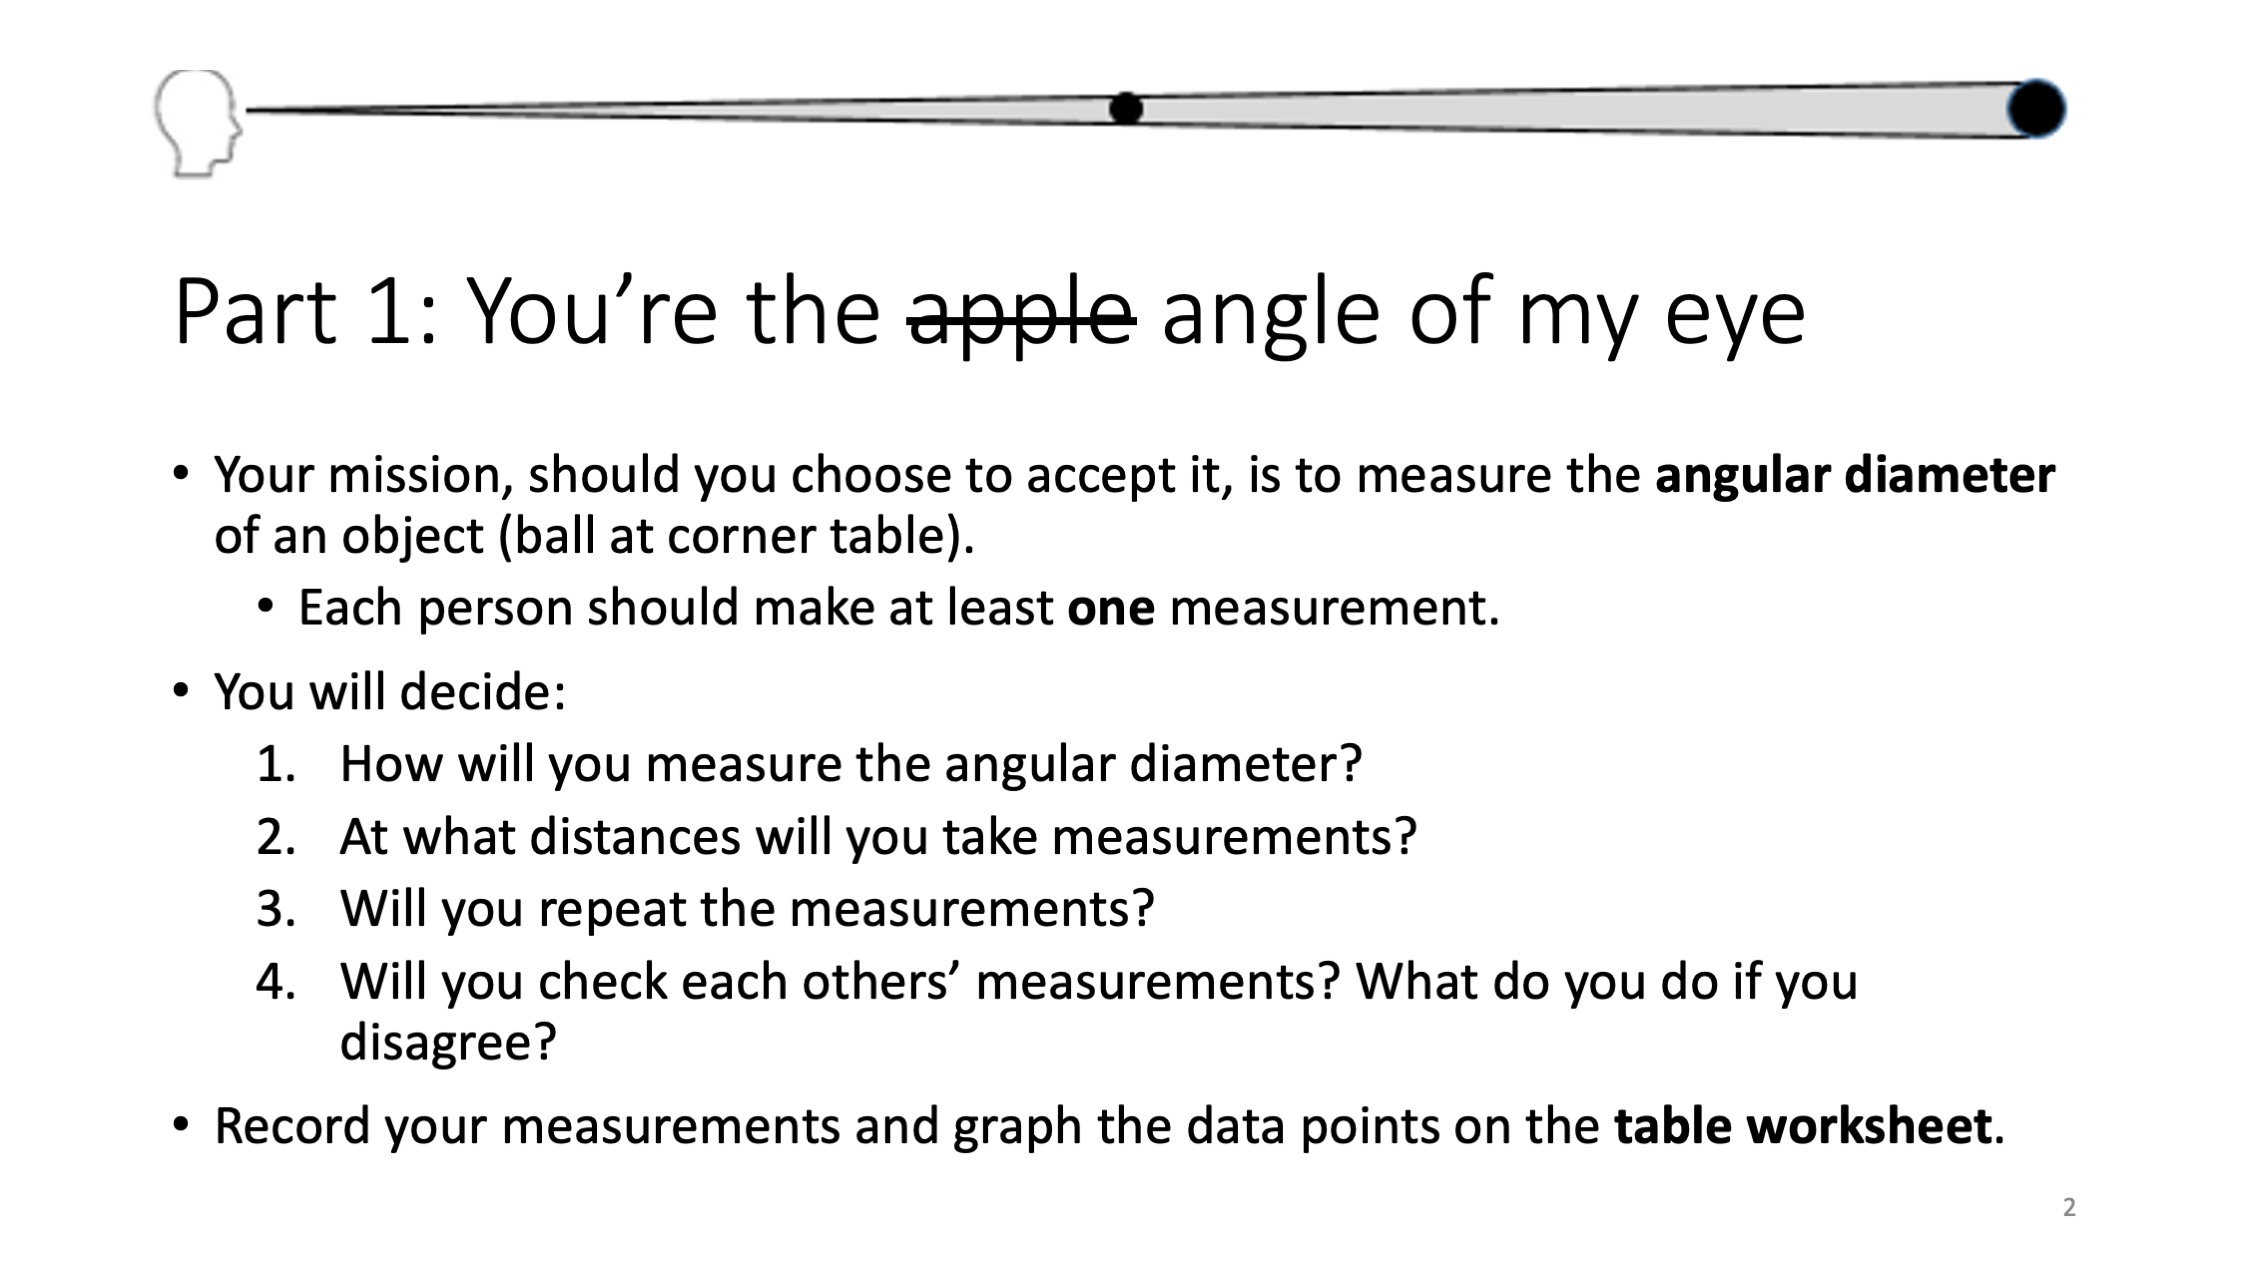 Part 1: You’re the apple angle of my eye
• Your mission, should you choose to accept it, is to measure the angular diameter
of an object (ball at corner table).
• Each person should make at least one measurement.
• You will decide:
1. How will you measure the angular diameter?
2. At what distances will you take measurements?
3. Will you repeat the measurements?
4. Will you check each others’ measurements? What do you do if you
disagree?
• Record your measurements and graph the data points on the table worksheet.
2